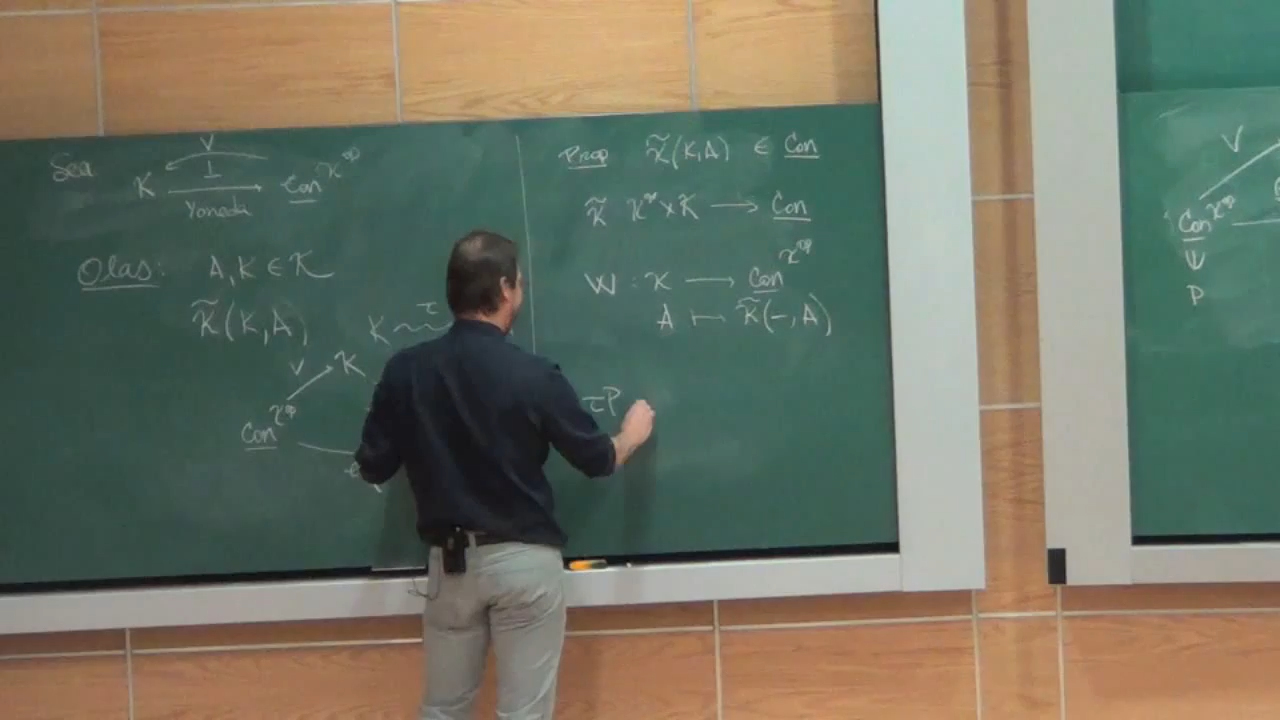 Sea
V
⊥
K ⟶ Con^{K^{op}}
Yoneda
Olas: A, K ∈ K
K̃(K, A)
K
τ
V
K
Con^{K^{op}}
Prop K̃(K, A) ∈ Con
K̃ K^{op} × K ⟶ Con
W : K ⟶ Con^{K^{op}}
A ⟼ K̃(-, A)
τP
V
Con^{K^{op}}
Ψ
P